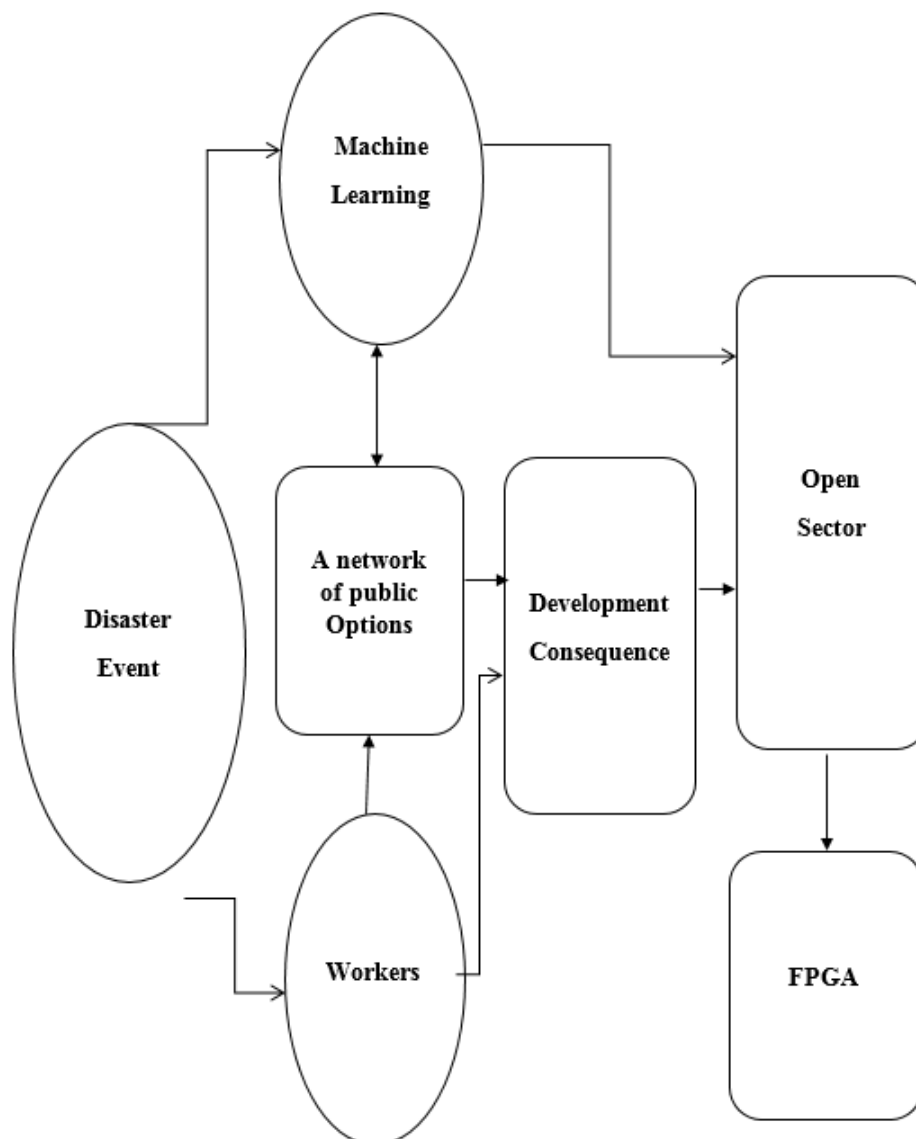 Machine
Learning
Open
Sector
A network
of public
Options
Development
Consequence
Disaster
Event
Workers
FPGA